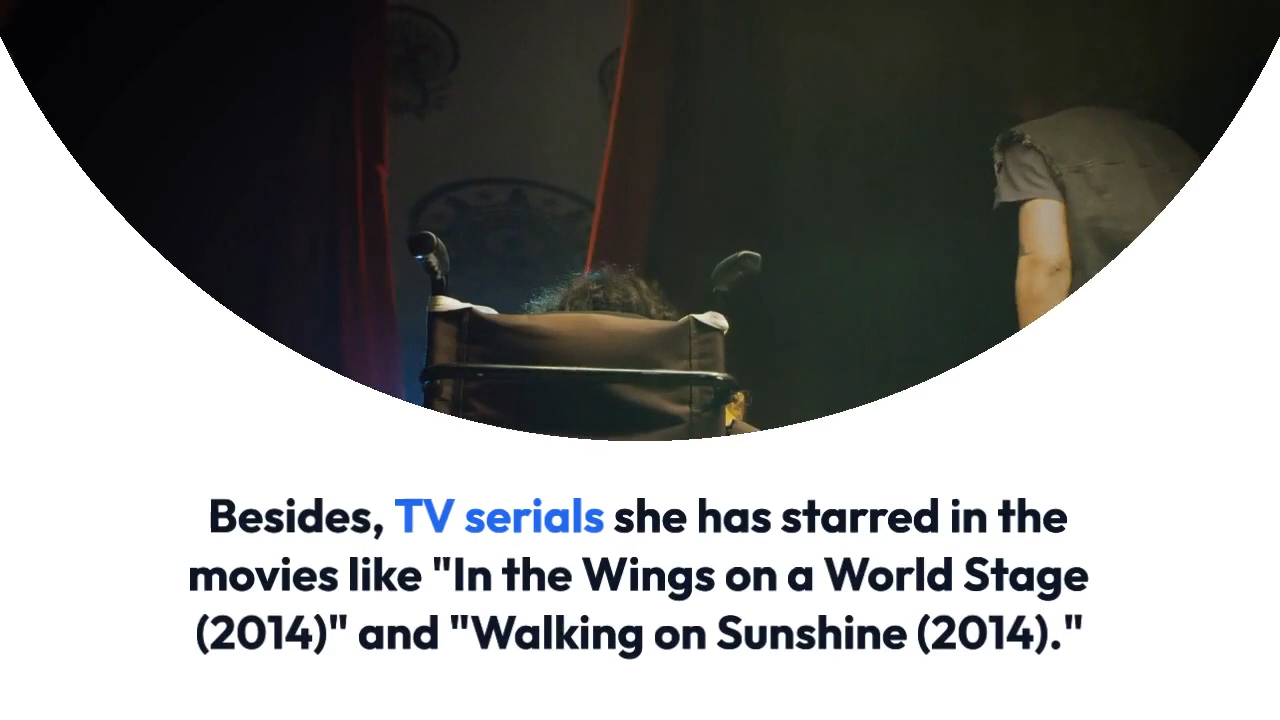 Besides, TV serials she has starred in the
movies like "In the Wings on a World Stage
(2014)" and "Walking on Sunshine (2014)."